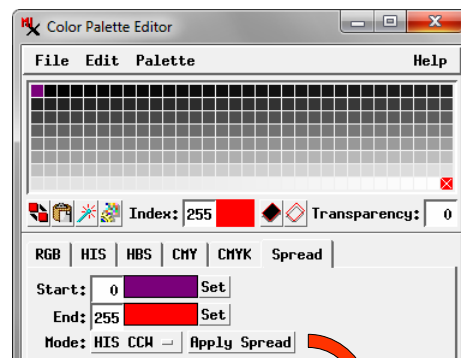 Color Palette Editor
File Edit Palette Help
Index: 255 Transparency: 0
RGB HIS HBS CMY CMYK Spread
Start: 0 Set
End: 255 Set
Mode: HIS CCW Apply Spread